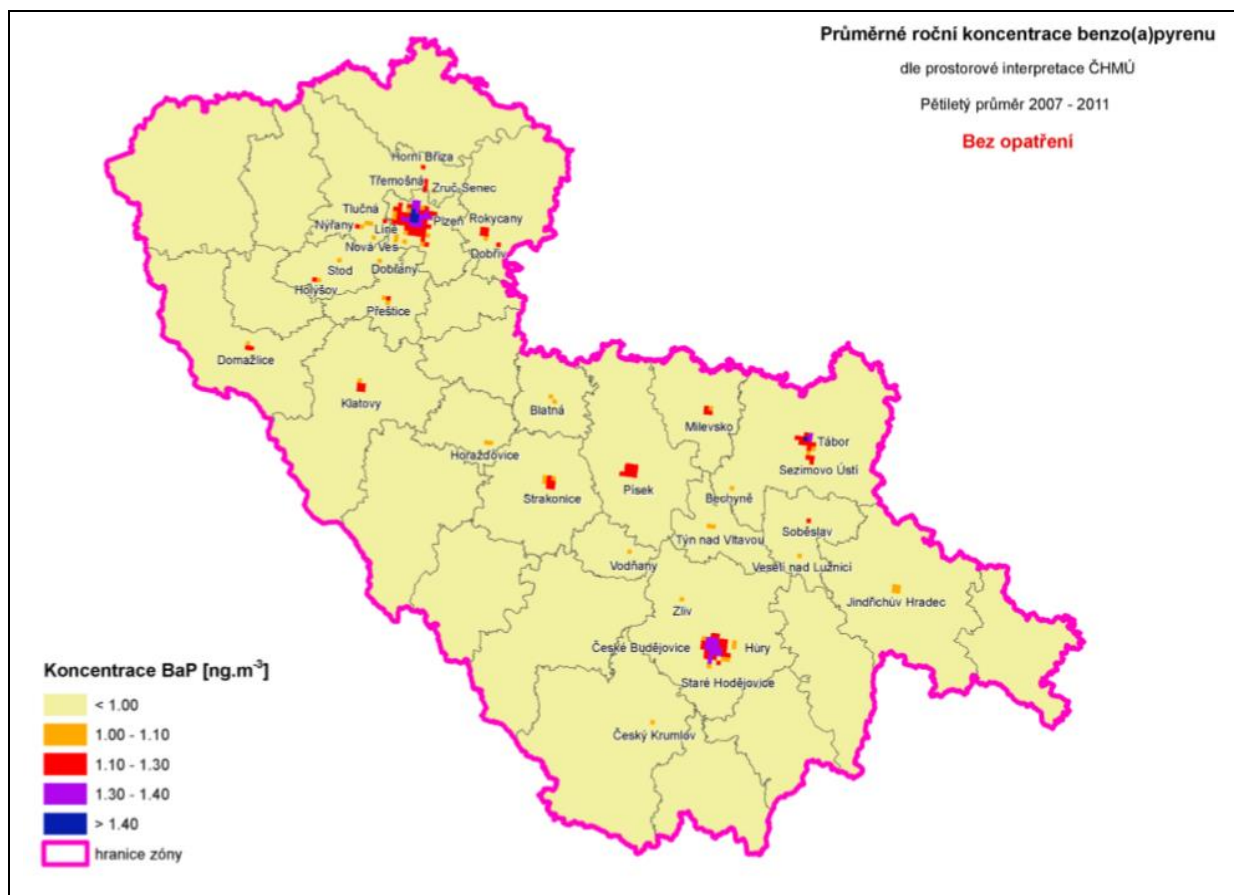 Průměrné roční koncentrace benzo(a)pyrenu
dle prostorové interpretace ČHMÚ
Pětiletý průměr 2007 - 2011
Bez opatření
Horní Bříza
Třemošná
Zruč-Senec
Tlučná
Plzeň
Rokycany
Nýřany
Líně
Nová Ves
Dobřív
Stod
Dobřany
Holýšov
Přeštice
Domažlice
Klatovy
Blatná
Milevsko
Tábor
Horažďovice
Sezimovo Ústí
Strakonice
Písek
Bechyně
Týn nad Vltavou
Soběslav
Vodňany
Veselí nad Lužnicí
Jindřichův Hradec
Zliv
České Budějovice
Hůry
Staré Hodějovice
Český Krumlov
Koncentrace BaP [ng.m⁻³]
< 1.00
1.00 - 1.10
1.10 - 1.30
1.30 - 1.40
> 1.40
hranice zóny